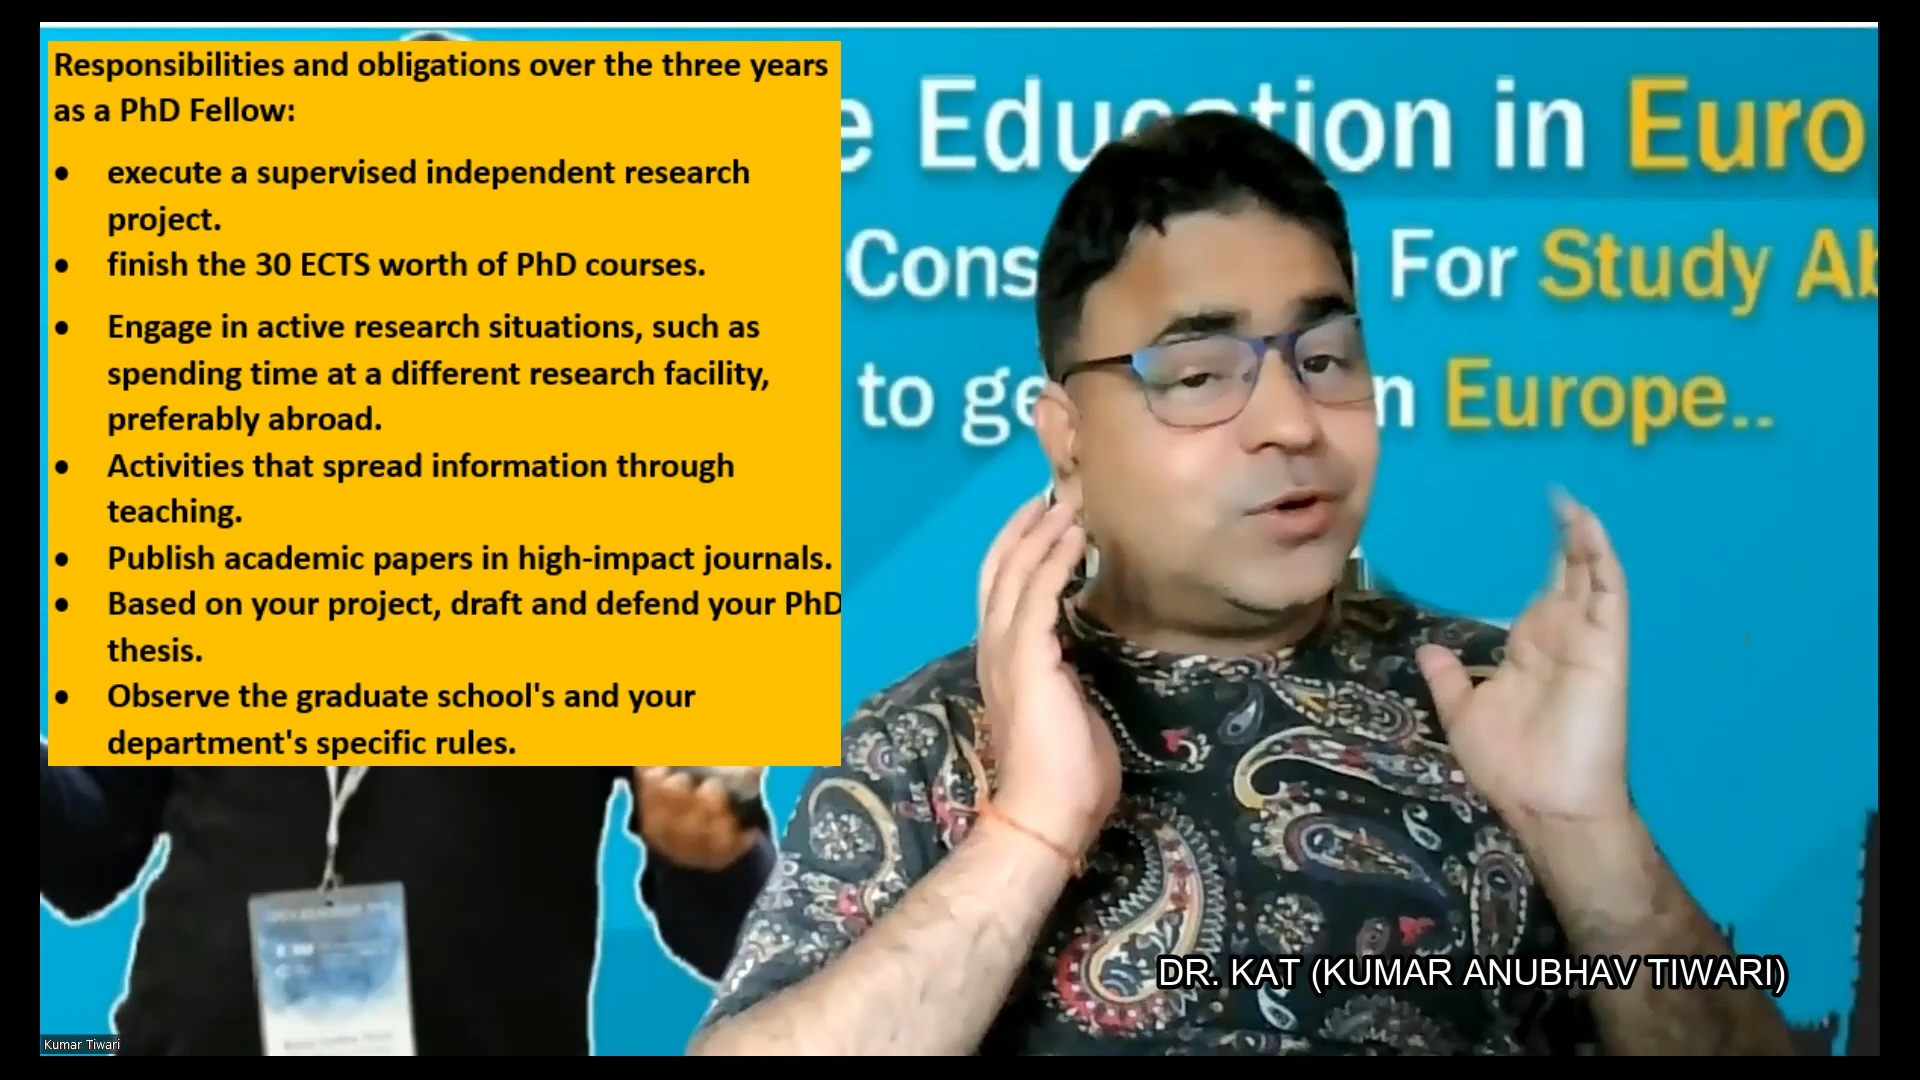 Responsibilities and obligations over the three years
as a PhD Fellow:
• execute a supervised independent research
project.
• finish the 30 ECTS worth of PhD courses.
• Engage in active research situations, such as
spending time at a different research facility,
preferably abroad.
• Activities that spread information through
teaching.
• Publish academic papers in high-impact journals.
• Based on your project, draft and defend your PhD
thesis.
• Observe the graduate school's and your
department's specific rules.
Education in Euro
For Study
to
Europe..
DR. KAT (KUMAR ANUBHAV TIWARI)
Kumar Tiwari